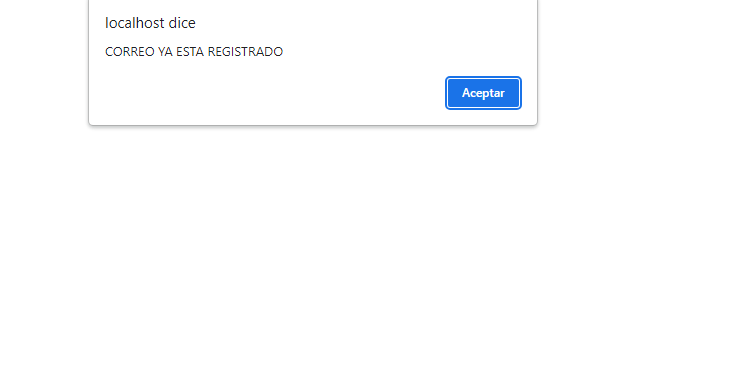 localhost dice
CORREO YA ESTA REGISTRADO
Aceptar